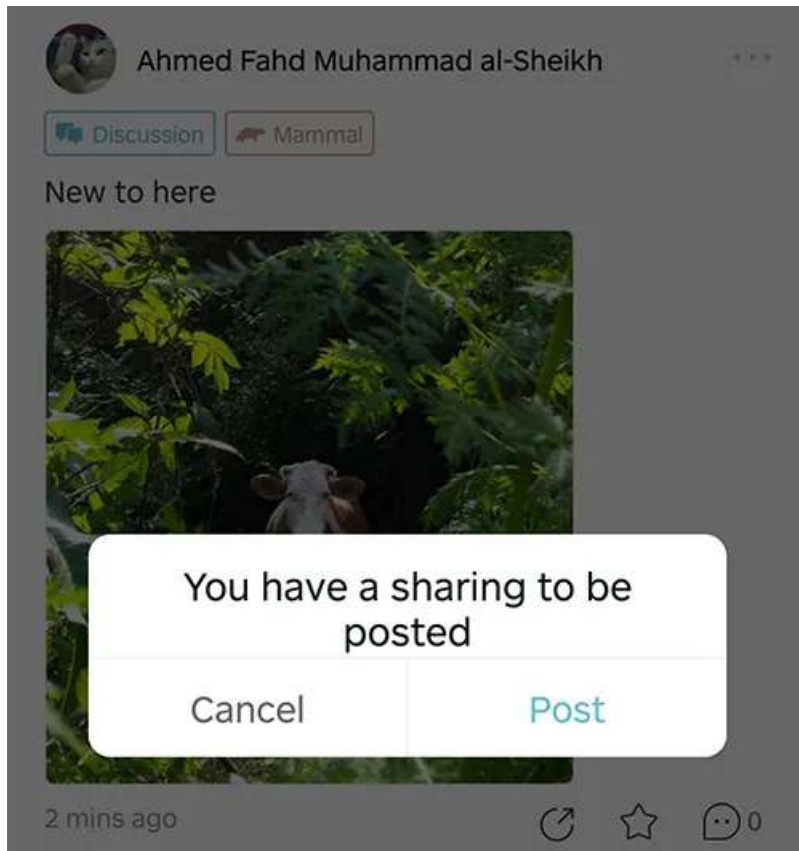 Ahmed Fahd Muhammad al-Sheikh
Discussion Mammal
New to here
You have a sharing to be
posted
Cancel Post
2 mins ago 0